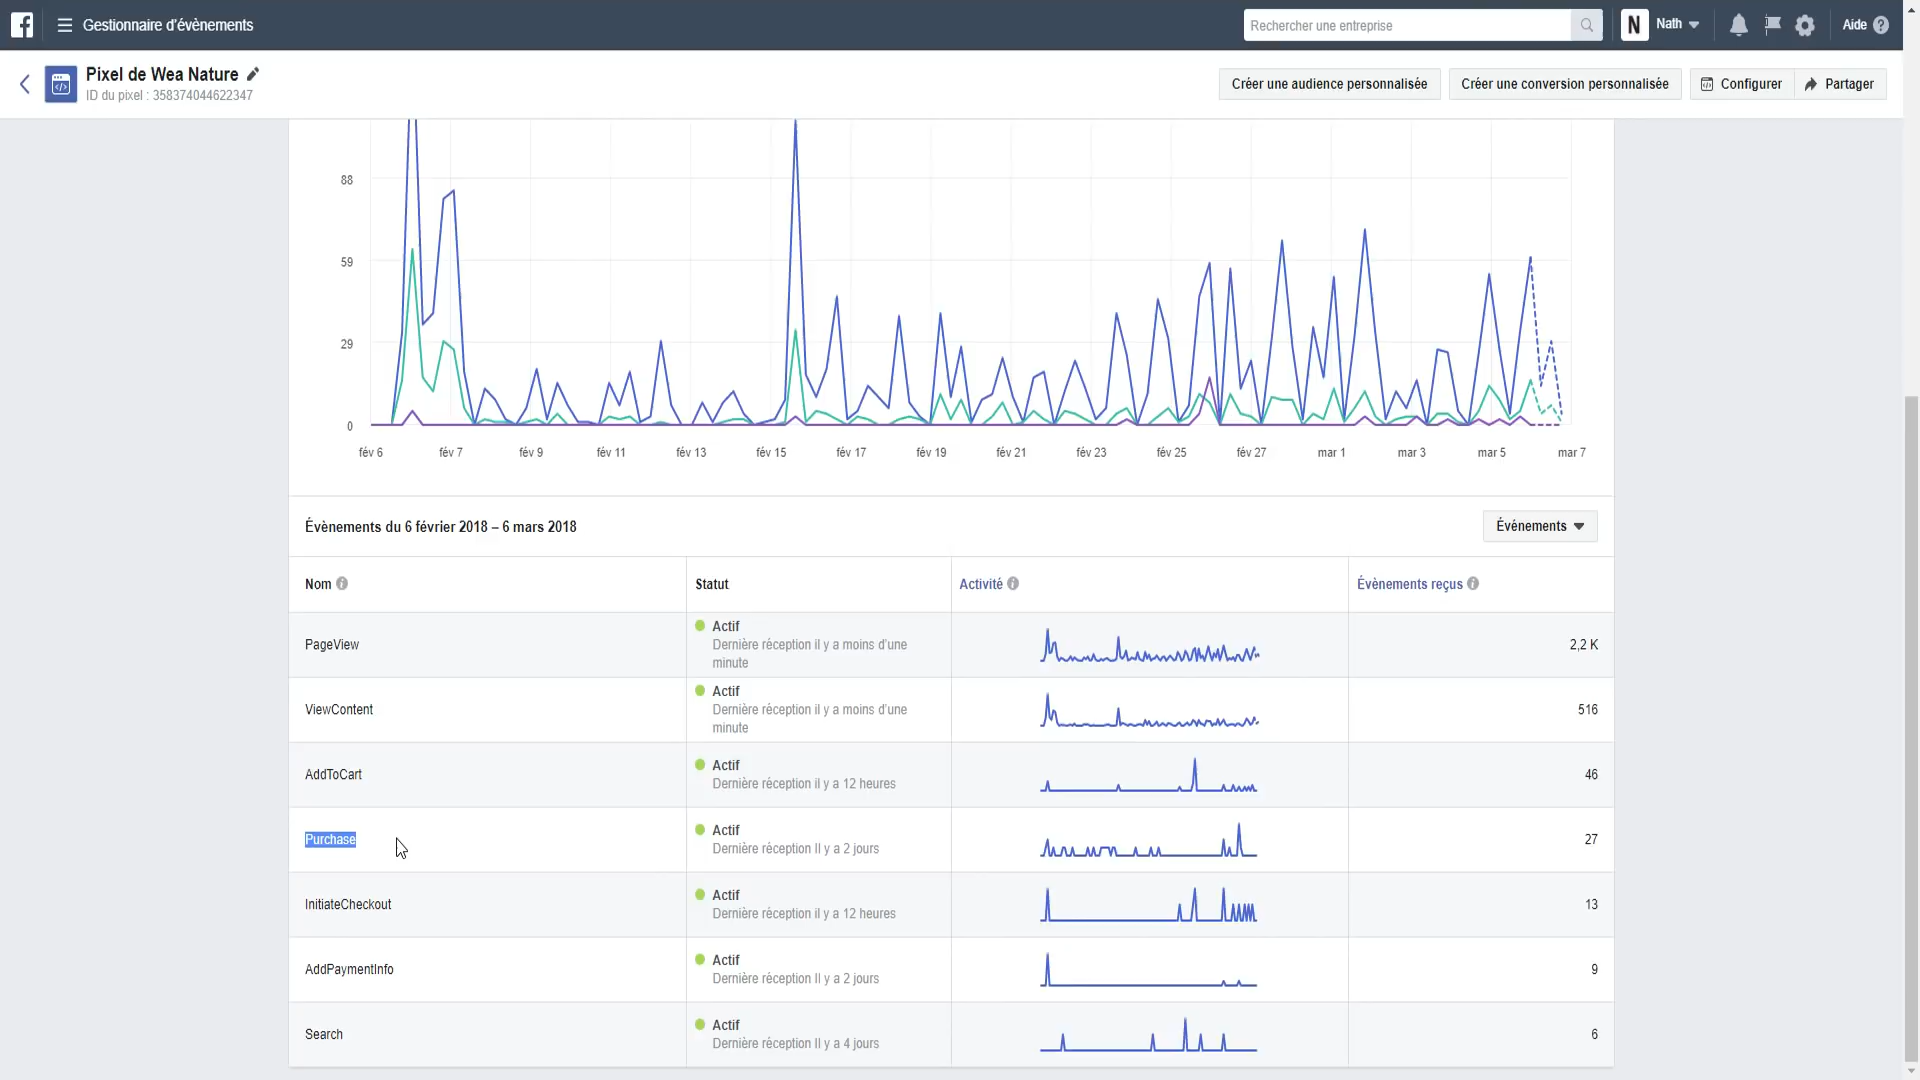 Gestionnaire d'évènements
Rechercher une entreprise
N
Nath
Aide
Pixel de Wea Nature
ID du pixel : 358374044622347
Créer une audience personnalisée
Créer une conversion personnalisée
Configurer
Partager
88
59
29
0
fév 6 fév 7 fév 9 fév 11 fév 13 fév 15 fév 17 fév 19 fév 21 fév 23 fév 25 fév 27 mar 1 mar 3 mar 5 mar 7
Évènements du 6 février 2018 – 6 mars 2018
Événements
Nom Statut Activité Évènements reçus
PageView
Actif
Dernière réception il y a moins d'une
minute
2,2 K
ViewContent
Actif
Dernière réception il y a moins d'une
minute
516
AddToCart
Actif
Dernière réception il y a 12 heures
46
Purchase
Actif
Dernière réception Il y a 2 jours
27
InitiateCheckout
Actif
Dernière réception il y a 12 heures
13
AddPaymentInfo
Actif
Dernière réception Il y a 2 jours
9
Search
Actif
Dernière réception Il y a 4 jours
6